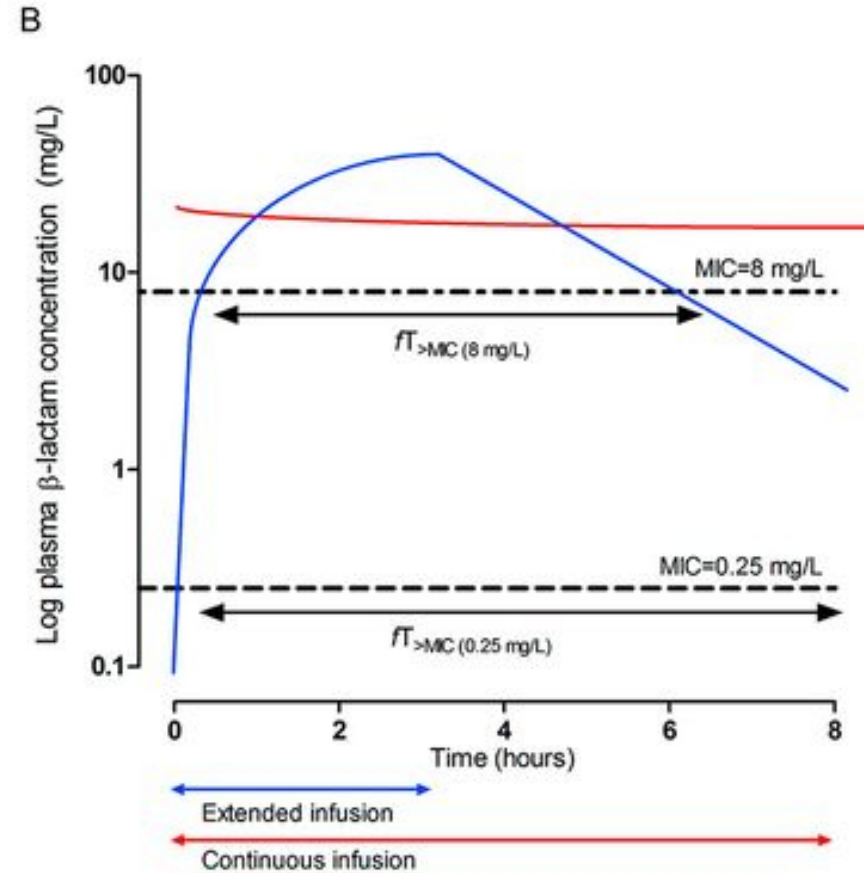 B
Log plasma β-lactam concentration (mg/L)
100
10
1
0.1
MIC=8 mg/L
fT>MIC (8 mg/L)
MIC=0.25 mg/L
fT>MIC (0.25 mg/L)
0 2 4 6 8
Time (hours)
Extended infusion
Continuous infusion